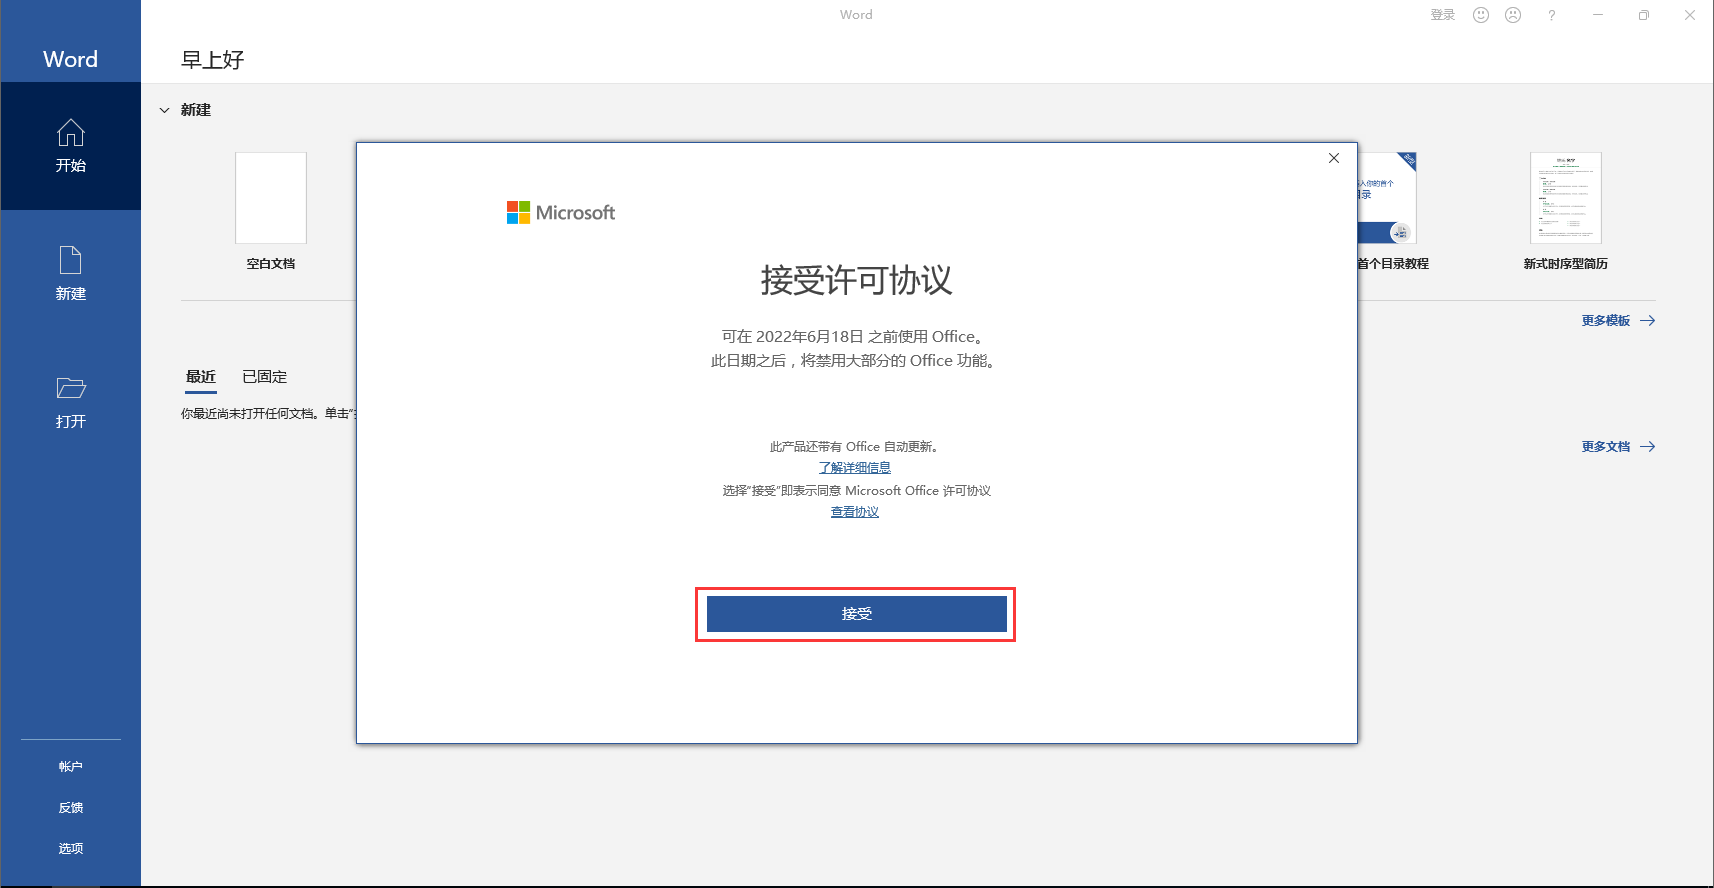 Word
登录
?
Word
早上好
开始
新建
打开
帐户
反馈
选项
新建
空白文档
首个目录教程
新式时序型简历
更多模板
最近 已固定
你最近尚未打开任何文档。单击“
更多文档
Microsoft
接受许可协议
可在 2022年6月18日 之前使用 Office。
此日期之后，将禁用大部分的 Office 功能。
此产品还带有 Office 自动更新。
了解详细信息
选择“接受”即表示同意 Microsoft Office 许可协议
查看协议
接受